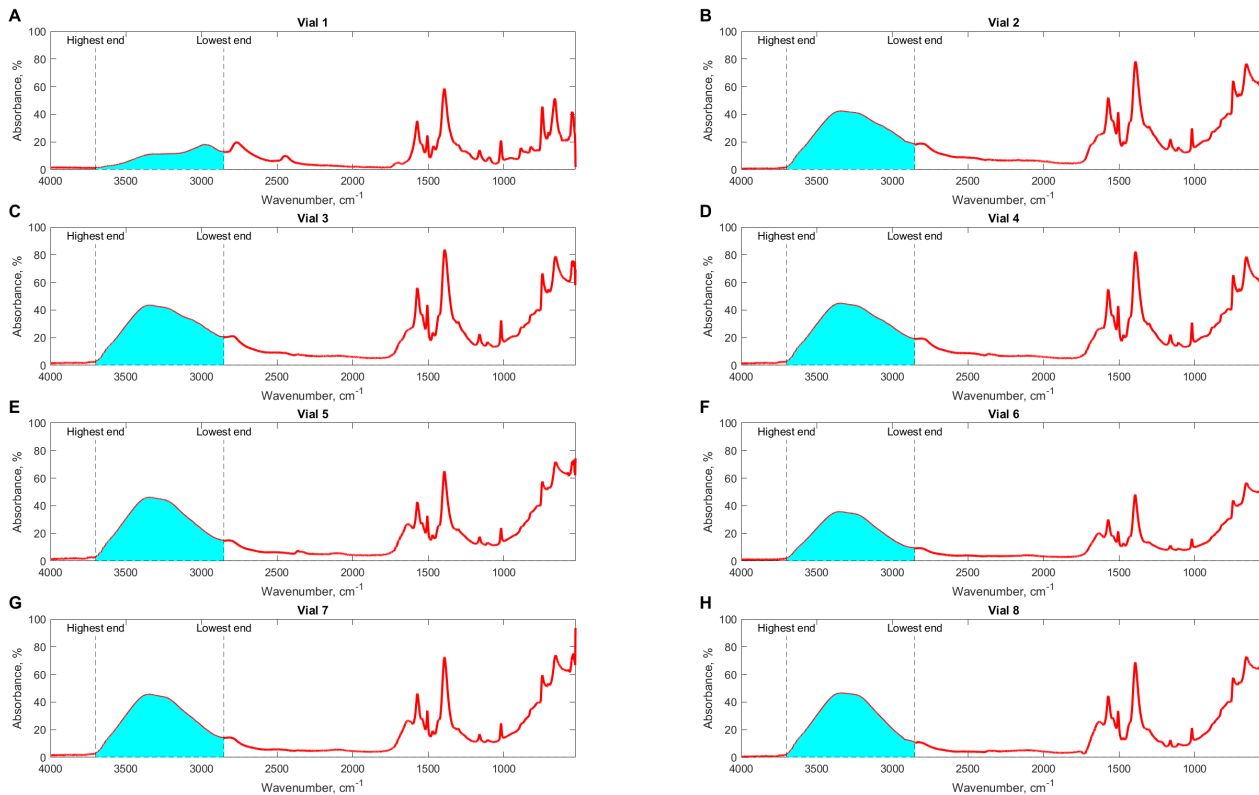 A
Vial 1
Highest end
Lowest end
100
80
60
40
20
0
Absorbance, %
4000
3500
3000
2500
2000
1500
1000
Wavenumber, cm-1
B
Vial 2
Highest end
Lowest end
100
80
60
40
20
0
Absorbance, %
4000
3500
3000
2500
2000
1500
1000
Wavenumber, cm-1
C
Vial 3
Highest end
Lowest end
100
80
60
40
20
0
Absorbance, %
4000
3500
3000
2500
2000
1500
1000
Wavenumber, cm-1
D
Vial 4
Highest end
Lowest end
100
80
60
40
20
0
Absorbance, %
4000
3500
3000
2500
2000
1500
1000
Wavenumber, cm-1
E
Vial 5
Highest end
Lowest end
100
80
60
40
20
0
Absorbance, %
4000
3500
3000
2500
2000
1500
1000
Wavenumber, cm-1
F
Vial 6
Highest end
Lowest end
100
80
60
40
20
0
Absorbance, %
4000
3500
3000
2500
2000
1500
1000
Wavenumber, cm-1
G
Vial 7
Highest end
Lowest end
100
80
60
40
20
0
Absorbance, %
4000
3500
3000
2500
2000
1500
1000
Wavenumber, cm-1
H
Vial 8
Highest end
Lowest end
100
80
60
40
20
0
Absorbance, %
4000
3500
3000
2500
2000
1500
1000
Wavenumber, cm-1